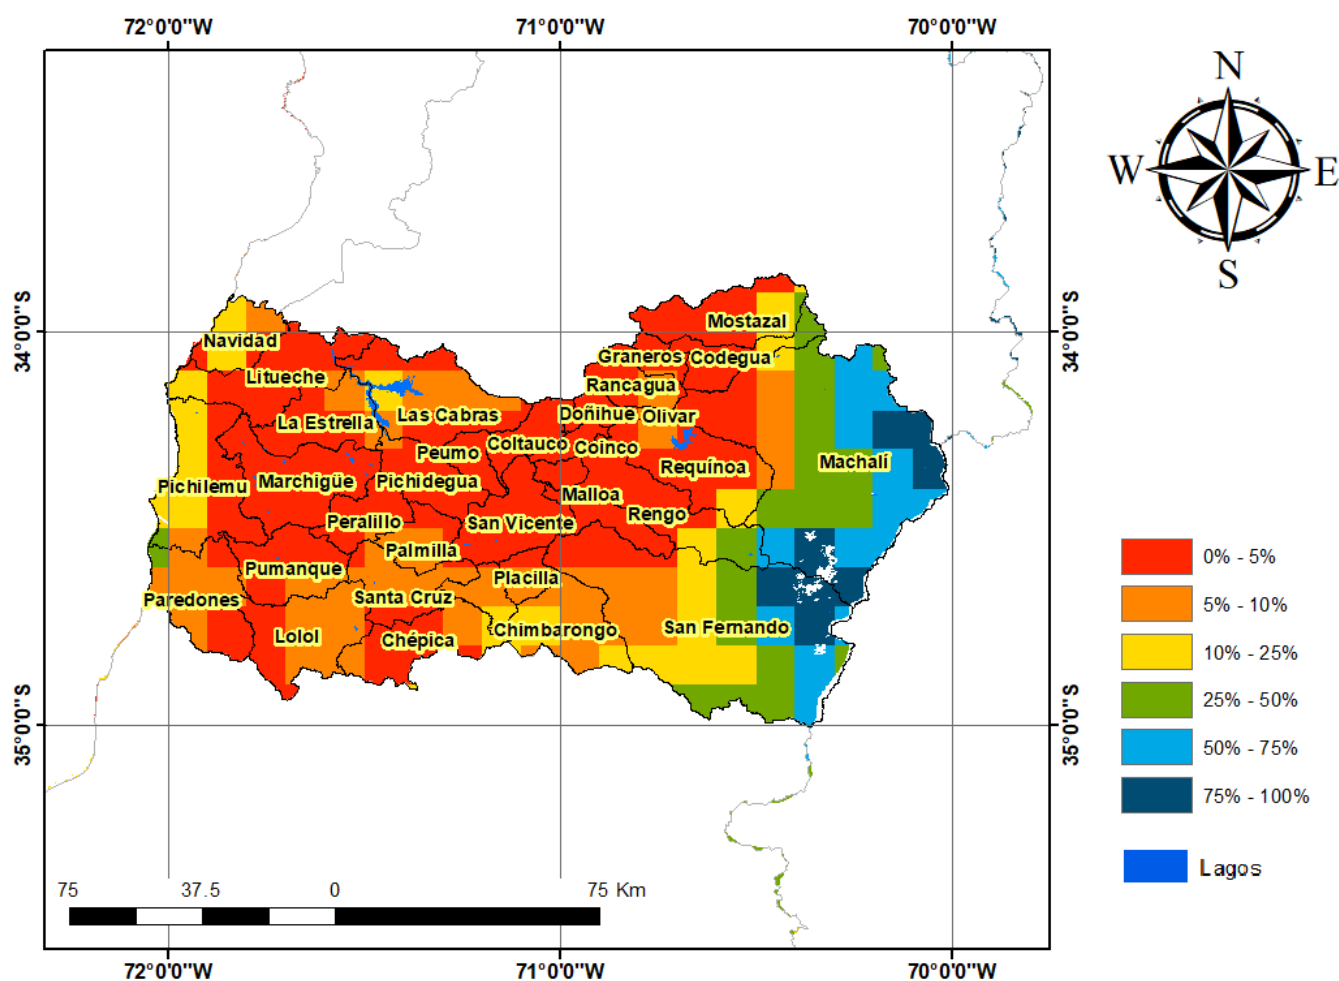 72°0'0"W 71°0'0"W 70°0'0"W
N
W E
S
34°0'0"S 34°0'0"S
Mostazal
Navidad
Graneros Codegua
Litueche
Rancagua
Las Cabras Doñihue Olivar
La Estrella
Coltauco Coinco
Peumo
Requínoa Machalí
Marchigüe Pichidegua
Pichilemu
Malloa
Rengo
Peralillo San Vicente
Palmilla
0% - 5%
Pumanque Placilla
Paredones Santa Cruz
5% - 10%
Lolol Chépica Chimbarongo San Fernando
10% - 25%
25% - 50%
35°0'0"S 35°0'0"S
50% - 75%
75% - 100%
Lagos
75 37.5 0 75 Km
72°0'0"W 71°0'0"W 70°0'0"W